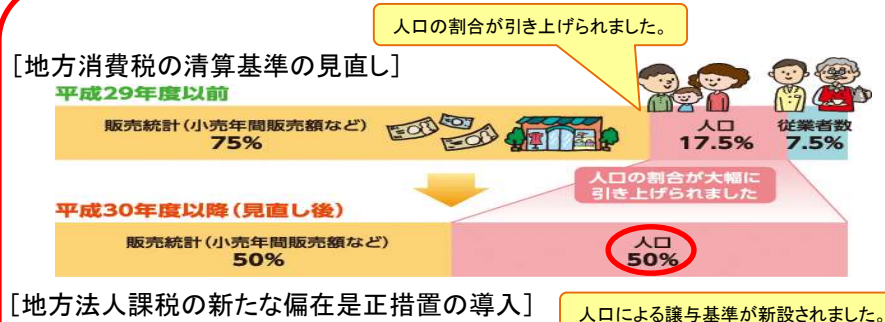 人口の割合が引き上げられました。
[地方消費税の清算基準の見直し]
平成29年度以前
販売統計(小売年間販売額など)
75%
人口
17.5%
従業者数
7.5%
人口の割合が大幅に
引き上げられました
平成30年度以降(見直し後)
販売統計(小売年間販売額など)
50%
人口
50%
[地方法人課税の新たな偏在是正措置の導入]
人口による譲与基準が新設されました。